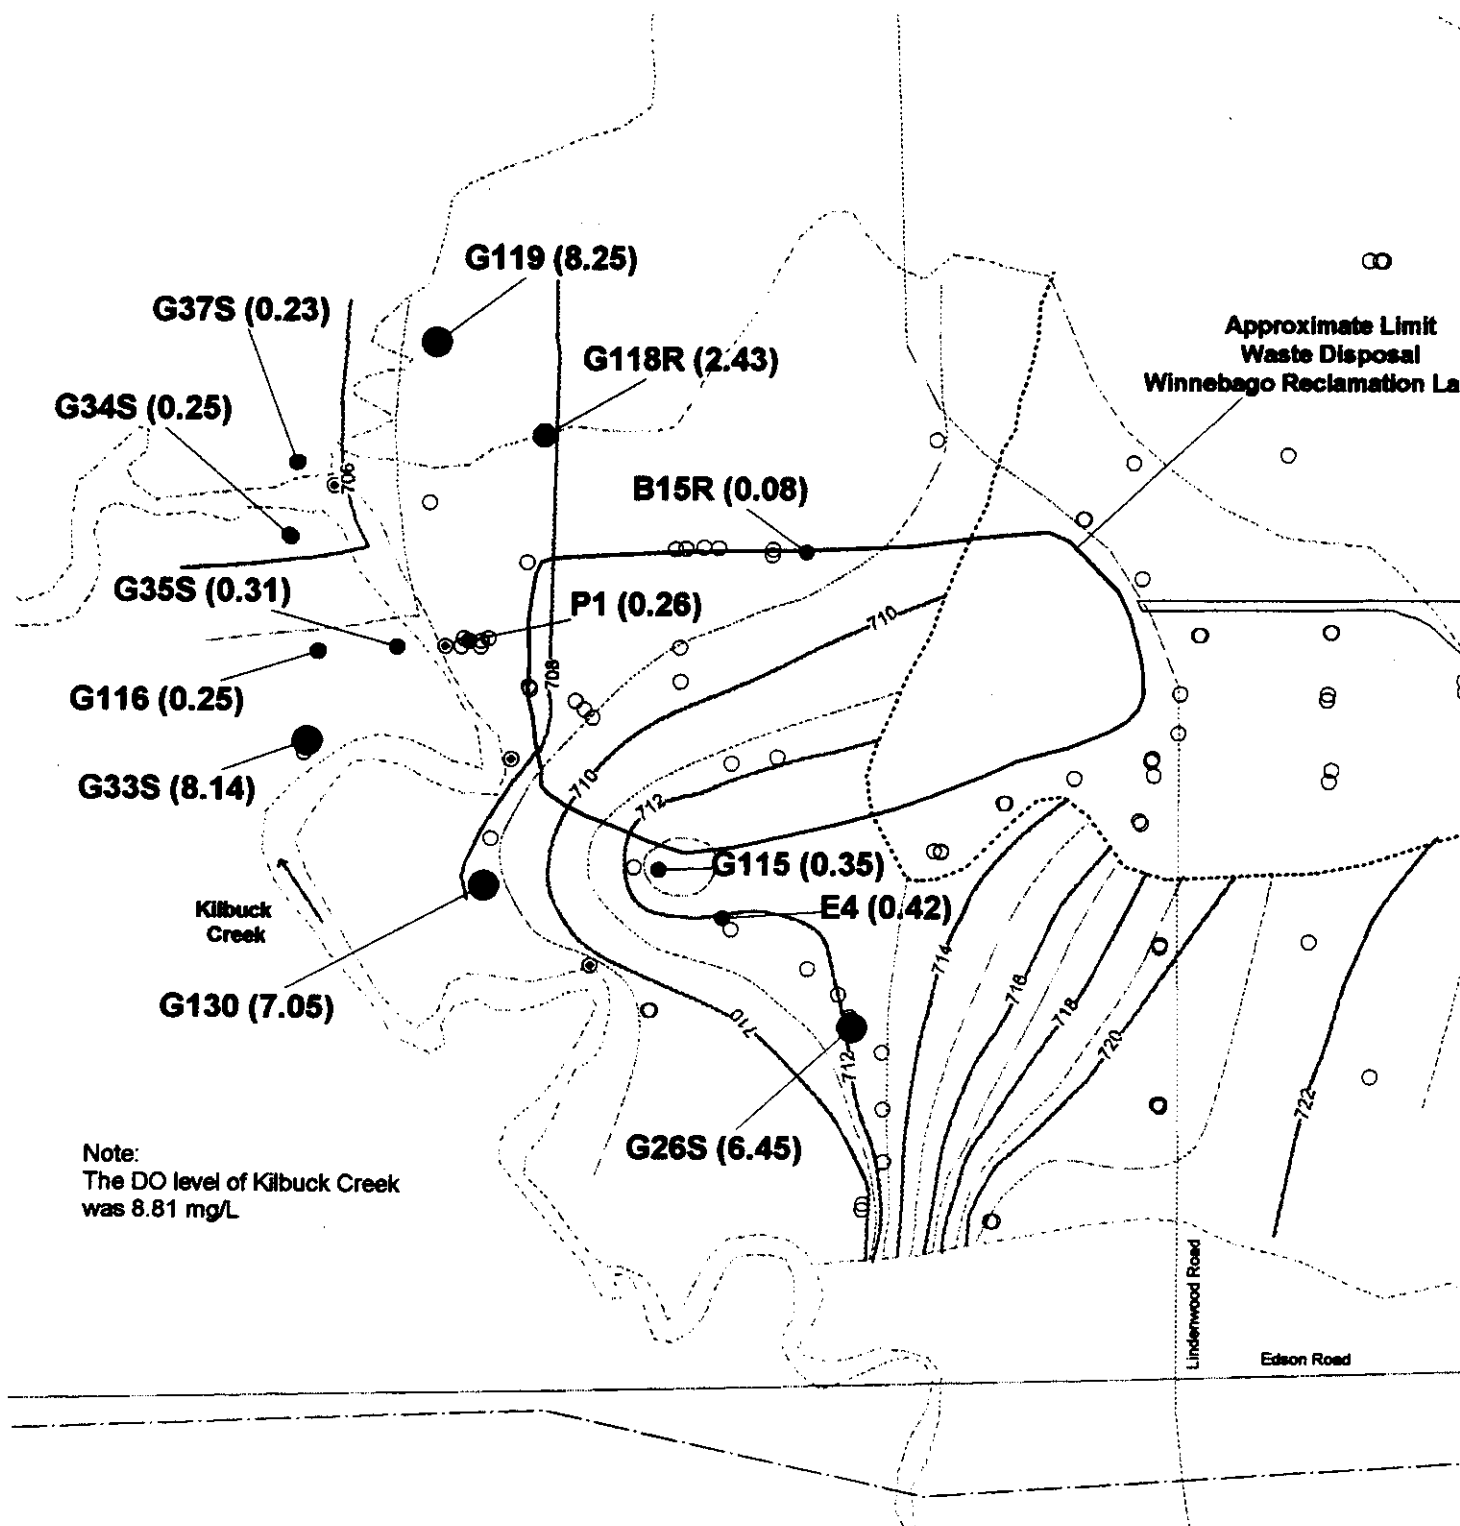 G119 (8.25)
G37S (0.23)
Approximate Limit
Waste Disposal
Winnebago Reclamation La
G118R (2.43)
G34S (0.25)
706
B15R (0.08)
G35S (0.31)
P1 (0.26)
710
708
G116 (0.25)
G33S (8.14)
710
712
G115 (0.35)
E4 (0.42)
Kilbuck
Creek
714
716
G130 (7.05)
718
710
720
712
722
G26S (6.45)
Note:
The DO level of Kilbuck Creek
was 8.81 mg/L
Lindenwood Road
Edson Road